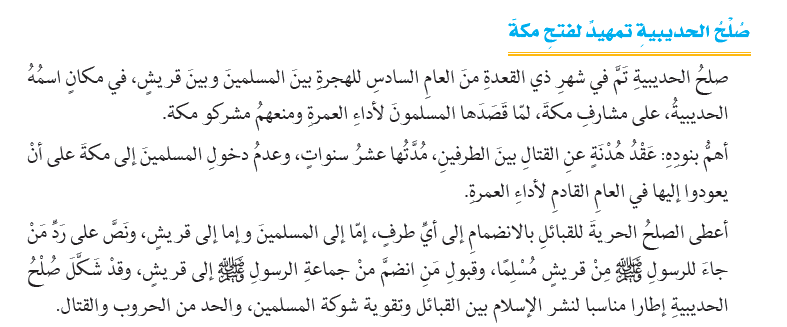 صُلْحُ الحديبيةِ تمهيدٌ لفتحِ مكةَ
صلحُ الحديبيةِ تَمَّ في شهرِ ذي القعدةِ منَ العامِ السادسِ للهجرةِ بينَ المسلمينَ وبينَ قريشٍ، في مكانٍ اسمُهُ
الحديبيةُ، على مشارفِ مكةَ، لمّا قَصَدَها المسلمونَ لأداءِ العمرةِ ومنعهمُ مشركو مكة.
أهمُّ بنودِهِ: عَقْدُ هُدْنَةٍ عنِ القتالِ بينَ الطرفينِ، مُدَّتُها عشرُ سنواتٍ، وعدمُ دخولِ المسلمينَ إلى مكةَ على أنْ
يعودوا إليها في العامِ القادمِ لأداءِ العمرةِ.
أعطى الصلحُ الحريةَ للقبائلِ بالانضمامِ إلى أيِّ طرفٍ، إمّا إلى المسلمينَ وإما إلى قريشٍ، ونَصَّ على رَدِّ مَنْ
جاءَ للرسولِ ﷺ مِنْ قريشٍ مُسْلِمًا، وقبولِ مَنِ انضمَّ منْ جماعةِ الرسولِ ﷺ إلى قريشٍ، وقدْ شَكَّلَ صُلْحُ
الحديبيةِ إطارا مناسبا لنشرِ الإسلامِ بين القبائلِ وتقويةِ شوكة المسلمين، والحد من الحروب والقتال.